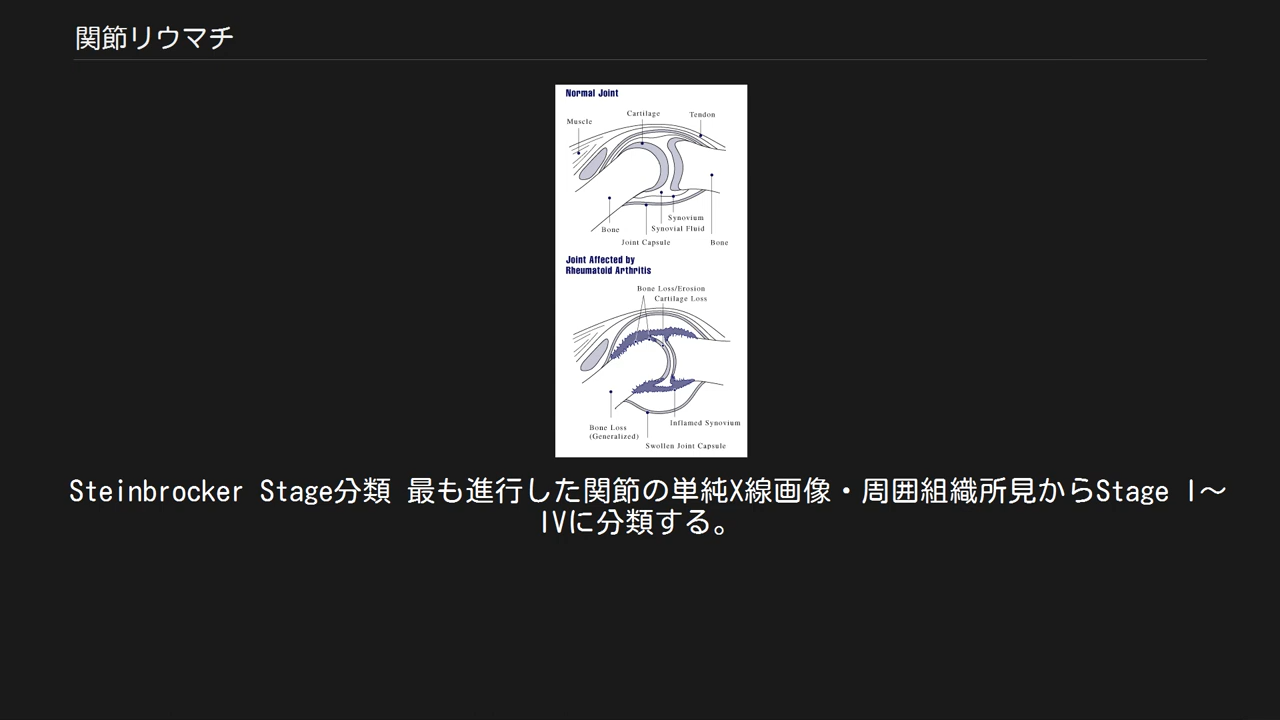 関節リウマチ
Normal Joint
Cartilage
Tendon
Muscle
Synovium
Bone
Synovial Fluid
Joint Capsule
Bone
Joint Affected by
Rheumatoid Arthritis
Bone Loss/Erosion
Cartilage Loss
Inflamed Synovium
Bone Loss
(Generalized)
Swollen Joint Capsule
Steinbrocker Stage分類 最も進行した関節の単純X線画像・周囲組織所見からStage I～
IVに分類する。